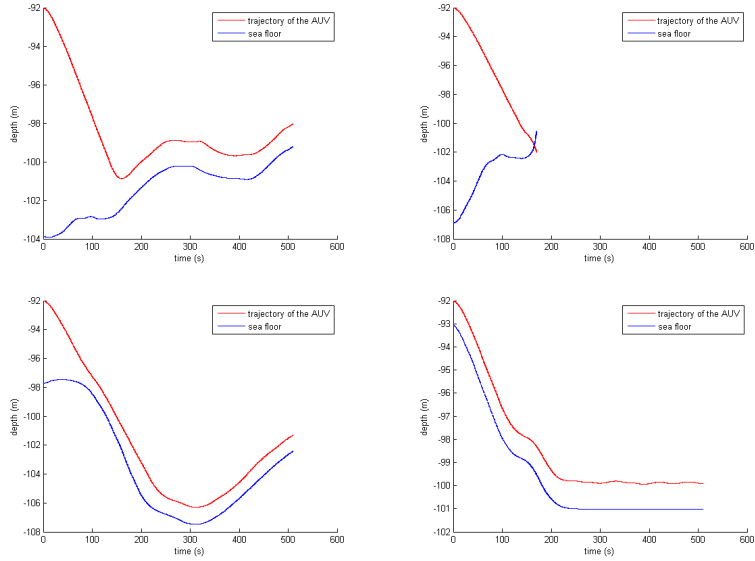 -92
-94
-96
-98
-100
-102
-104
depth (m)
0 100 200 300 400 500 600
time (s)
trajectory of the AUV
sea floor
-92
-94
-96
-98
-100
-102
-104
-106
-108
depth (m)
0 100 200 300 400 500 600
time (s)
trajectory of the AUV
sea floor
-92
-94
-96
-98
-100
-102
-104
-106
-108
depth (m)
0 100 200 300 400 500 600
time (s)
trajectory of the AUV
sea floor
-92
-93
-94
-95
-96
-97
-98
-99
-100
-101
-102
depth (m)
0 100 200 300 400 500 600
time (s)
trajectory of the AUV
sea floor